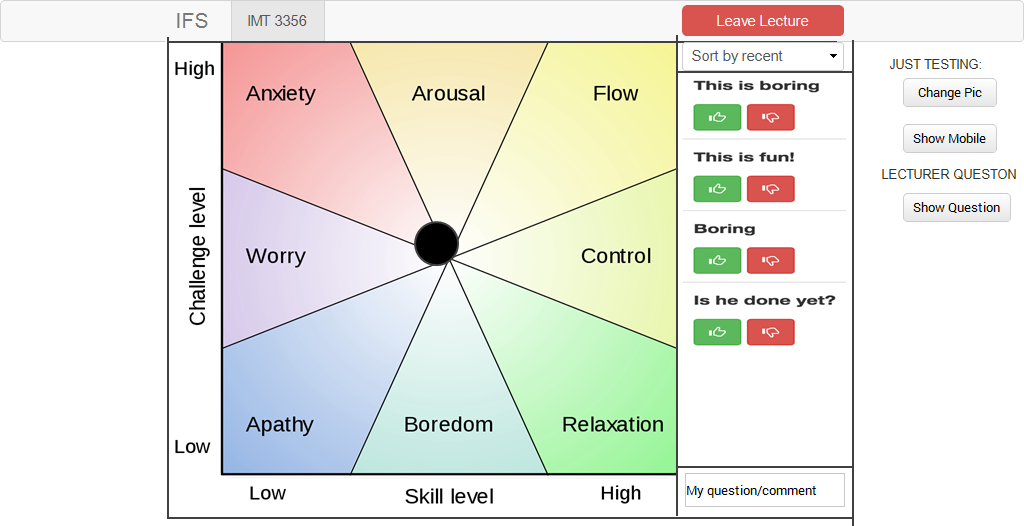 IFS
IMT 3356
Leave Lecture
Sort by recent
JUST TESTING:
Change Pic
Show Mobile
LECTURER QUESTON
Show Question
High
Anxiety
Arousal
Flow
Challenge level
Worry
Control
Apathy
Boredom
Relaxation
Low
Low
Skill level
High
This is boring
This is fun!
Boring
Is he done yet?
My question/comment